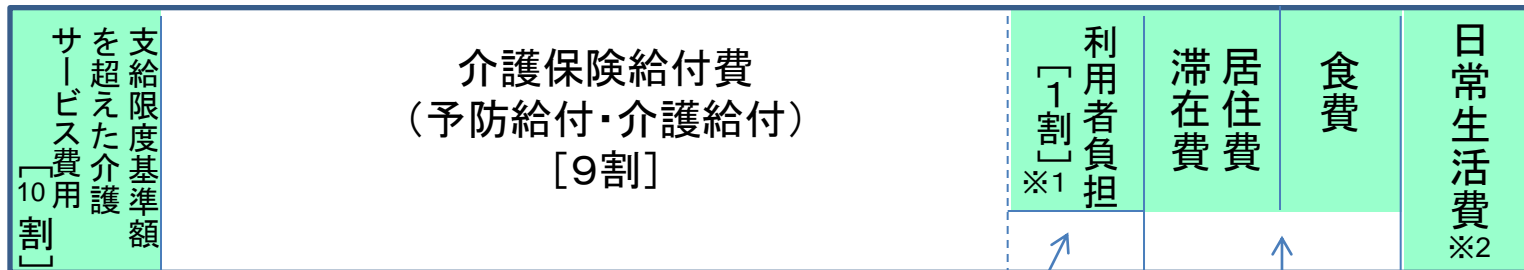 支給限度基準額
を超えた介護
サービス費用
[10割]
介護保険給付費
（予防給付・介護給付）
[９割]
利用者負担
[１割]
※1
居住費
滞在費
食費
日常生活費
※2